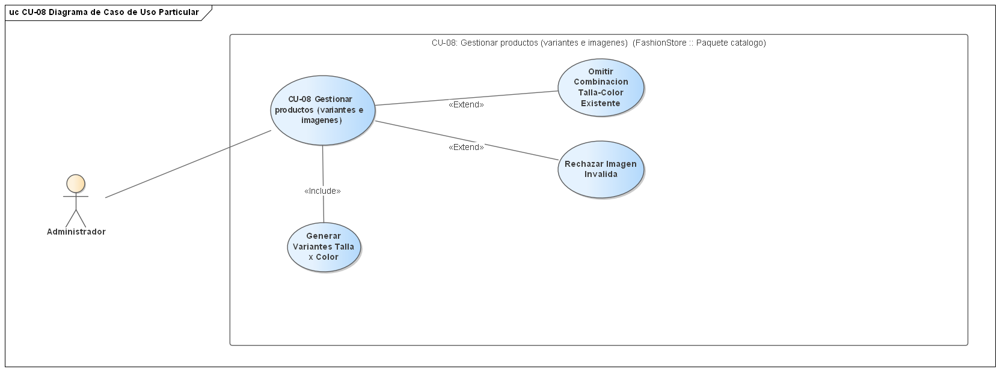 uc CU-08 Diagrama de Caso de Uso Particular
CU-08: Gestionar productos (variantes e imagenes)  (FashionStore :: Paquete catalogo)
CU-08 Gestionar
productos (variantes e
imagenes)
Omitir
Combinacion
Talla-Color
Existente
«Extend»
«Extend»
Rechazar Imagen
Invalida
«Include»
Administrador
Generar
Variantes Talla
x Color